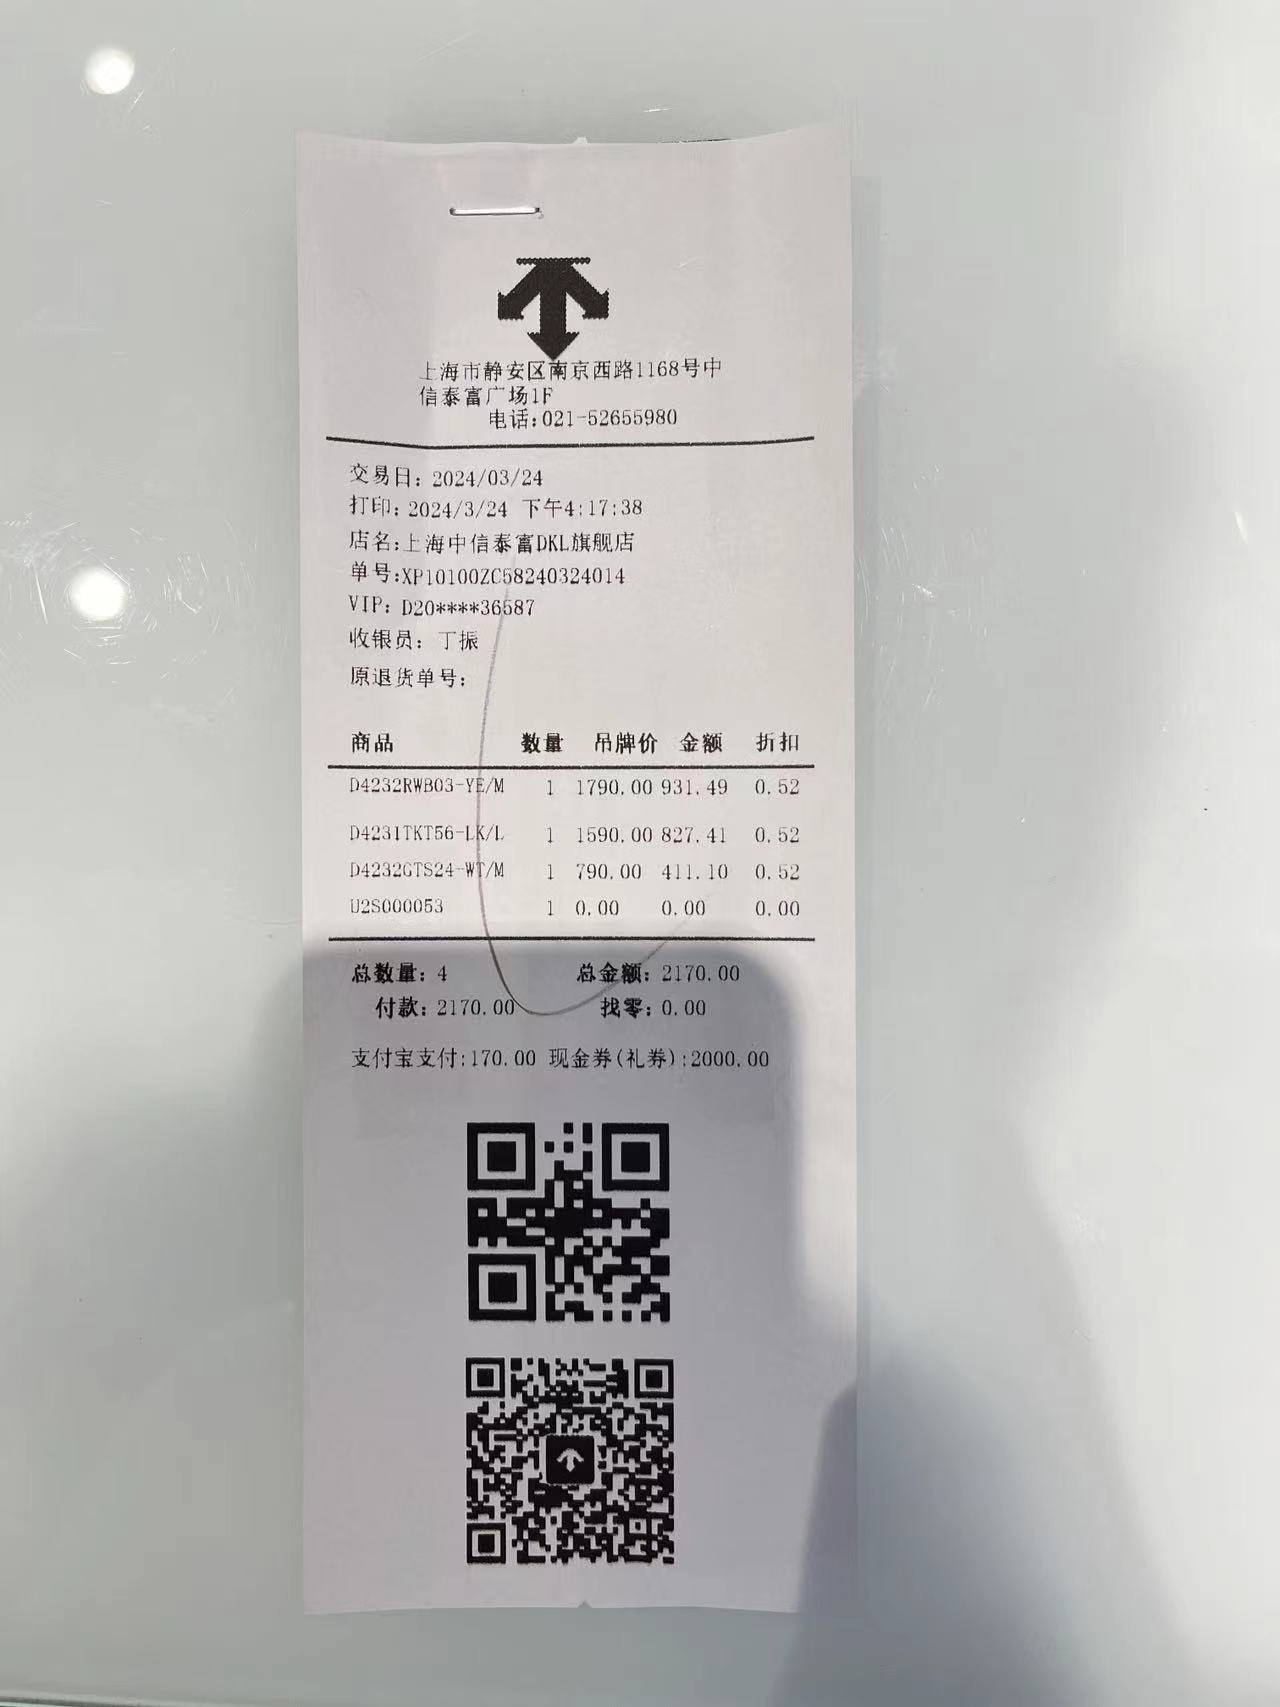 上海市静安区南京西路1168号中
信泰富广场1F
电话:021-52655980
交易日: 2024/03/24
打印: 2024/3/24 下午4:17:38
店名:上海中信泰富DKL旗舰店
单号:XP10100ZC58240324014
VIP: D20****36587
收银员: 丁振
原退货单号:
商品 数量 吊牌价 金额 折扣
D4232RWB03-YE/M 1 1790.00 931.49 0.52
D4231TKT56-LK/L 1 1590.00 827.41 0.52
D4232GTS24-WT/M 1 790.00 411.10 0.52
U2S000053 1 0.00 0.00 0.00
总数量: 4 总金额: 2170.00
付款: 2170.00 找零: 0.00
支付宝支付:170.00 现金券(礼券):2000.00